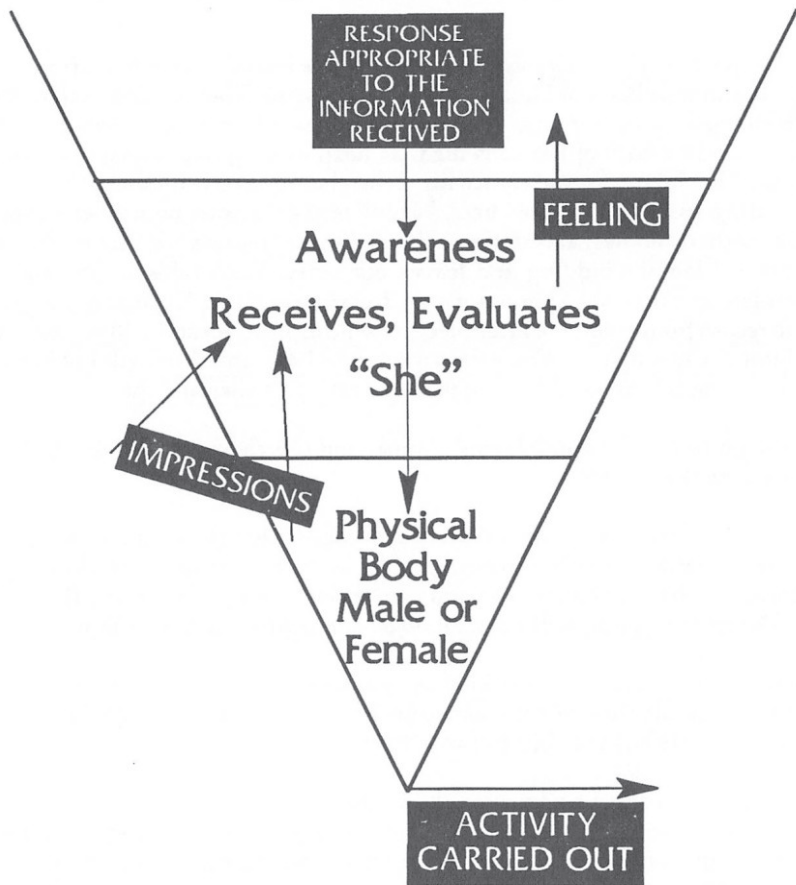 RESPONSE
APPROPRIATE
TO THE
INFORMATION
RECEIVED
FEELING
Awareness
Receives, Evaluates
“She”
IMPRESSIONS
Physical
Body
Male or
Female
ACTIVITY
CARRIED OUT